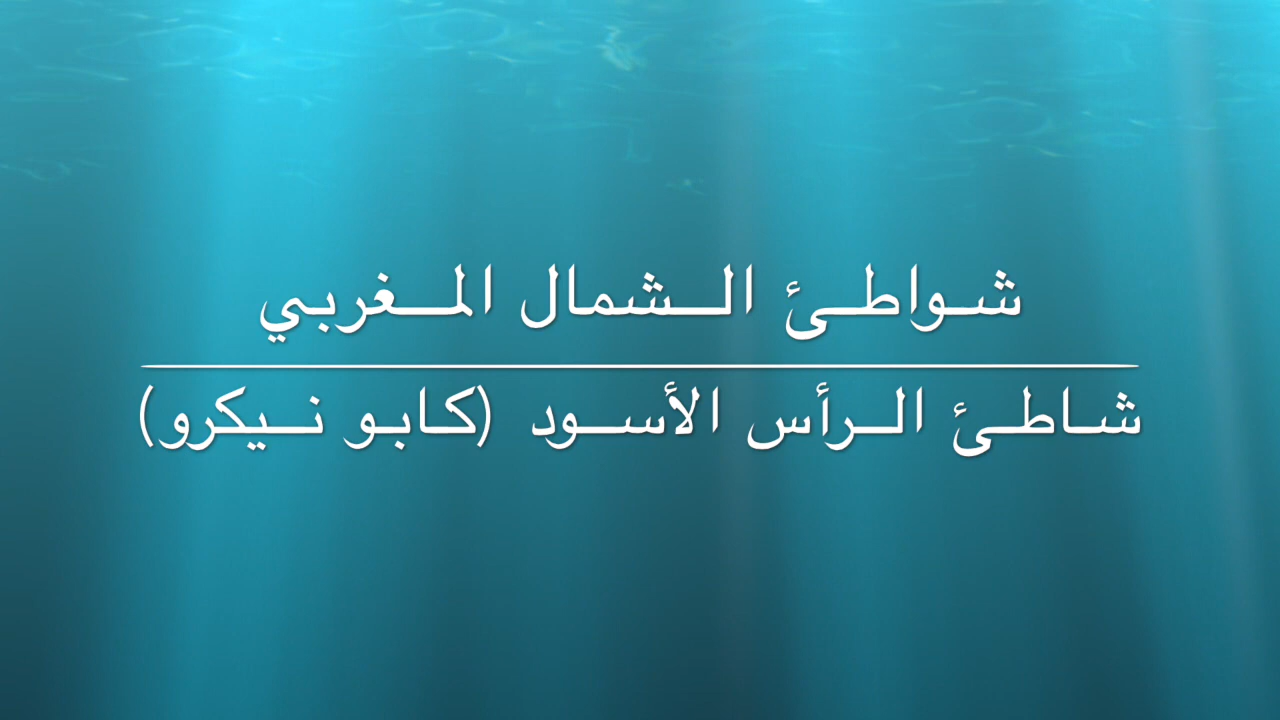 شواطئ الشمال المغربي
شاطئ الرأس الأسود (كابو نيكرو)